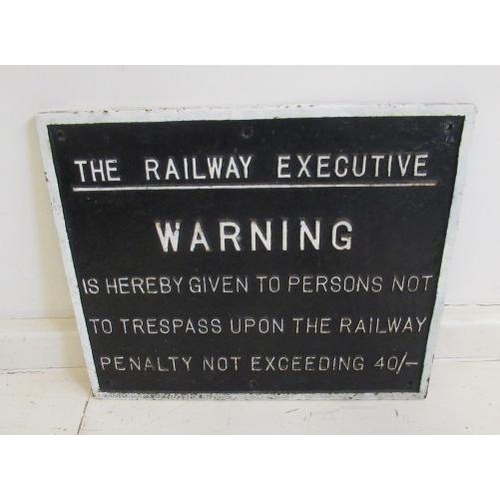 THE RAILWAY EXECUTIVE
WARNING
IS HEREBY GIVEN TO PERSONS NOT
TO TRESPASS UPON THE RAILWAY
PENALTY NOT EXCEEDING 40/-